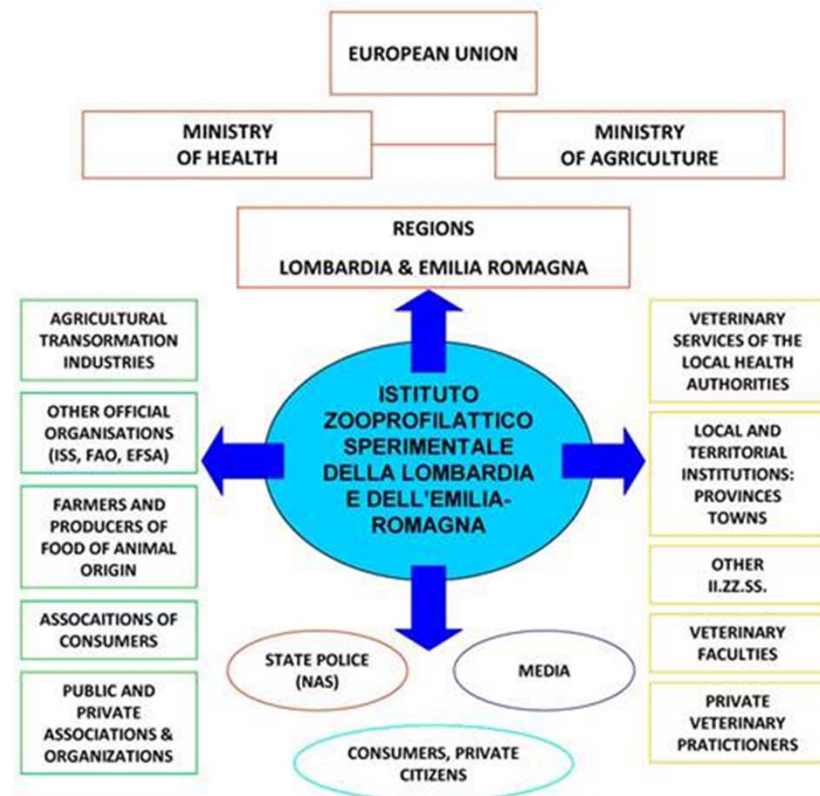 EUROPEAN UNION
MINISTRY
OF HEALTH
MINISTRY
OF AGRICULTURE
REGIONS
LOMBARDIA & EMILIA ROMAGNA
AGRICULTURAL
TRANSORMATION
INDUSTRIES
OTHER OFFICIAL
ORGANISATIONS
(ISS, FAO, EFSA)
FARMERS AND
PRODUCERS OF
FOOD OF ANIMAL
ORIGIN
ASSOCAITIONS OF
CONSUMERS
PUBLIC AND
PRIVATE
ASSOCIATIONS &
ORGANIZATIONS
ISTITUTO
ZOOPROFILATTICO
SPERIMENTALE
DELLA LOMBARDIA
E DELL'EMILIA-
ROMAGNA
VETERINARY
SERVICES OF THE
LOCAL HEALTH
AUTHORITIES
LOCAL AND
TERRITORIAL
INSTITUTIONS:
PROVINCES
TOWNS
OTHER
II.ZZ.SS.
VETERINARY
FACULTIES
PRIVATE
VETERINARY
PRATICTIONERS
STATE POLICE
(NAS)
MEDIA
CONSUMERS, PRIVATE
CITIZENS